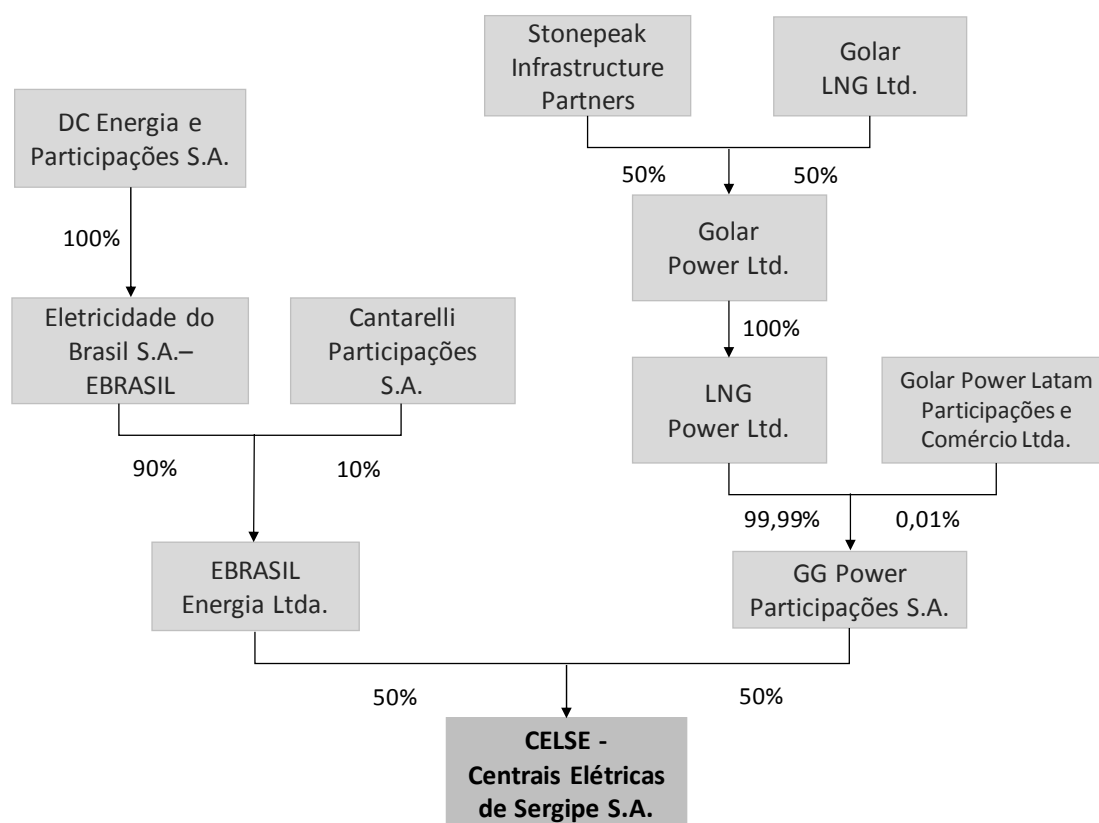 Stonepeak
Infrastructure
Partners
Golar
LNG Ltd.
DC Energia e
Participações S.A.
50%
50%
100%
Golar
Power Ltd.
Eletricidade do
Brasil S.A.–
EBRASIL
Cantarelli
Participações
S.A.
100%
LNG
Power Ltd.
Golar Power Latam
Participações e
Comércio Ltda.
90%
10%
99,99%
0,01%
EBRASIL
Energia Ltda.
GG Power
Participações S.A.
50%
50%
CELSE -
Centrais Elétricas
de Sergipe S.A.